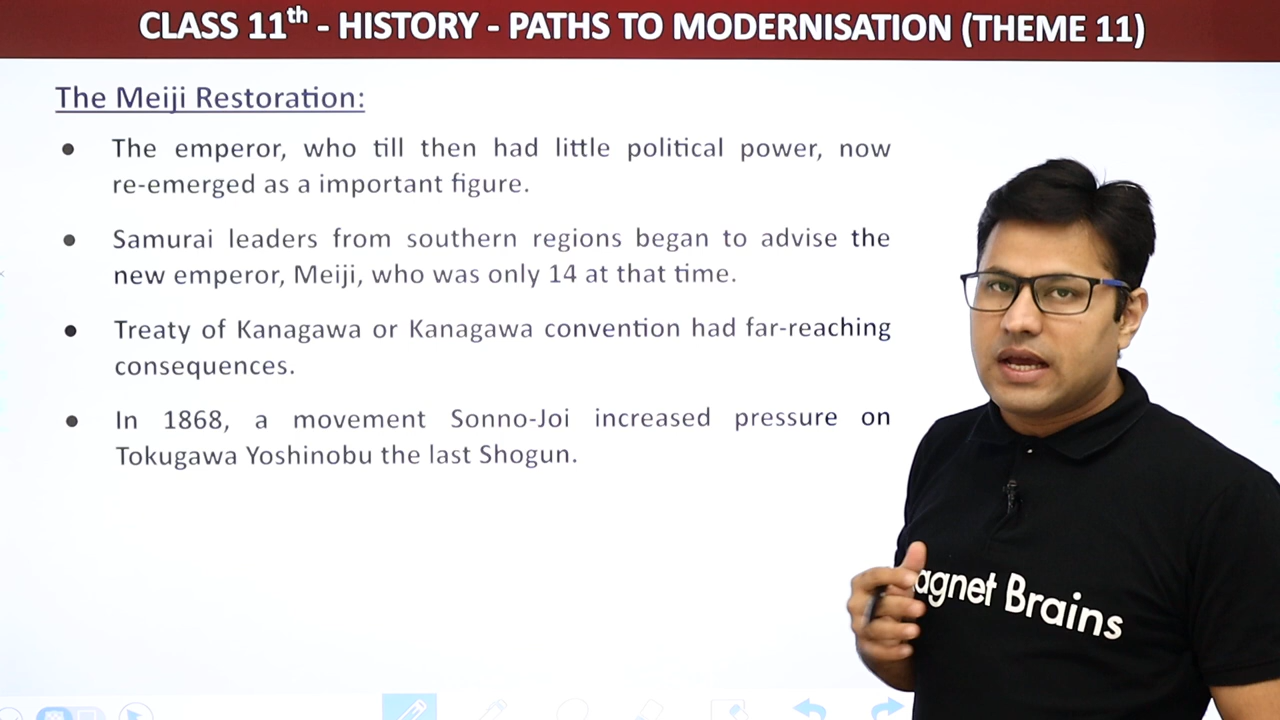 CLASS 11th - HISTORY - PATHS TO MODERNISATION (THEME 11)
The Meiji Restoration:
● The emperor, who till then had little political power, now
re-emerged as a important figure.
● Samurai leaders from southern regions began to advise the
new emperor, Meiji, who was only 14 at that time.
● Treaty of Kanagawa or Kanagawa convention had far-reaching
consequences.
● In 1868, a movement Sonno-Joi increased pressure on
Tokugawa Yoshinobu the last Shogun.
agnet Brains